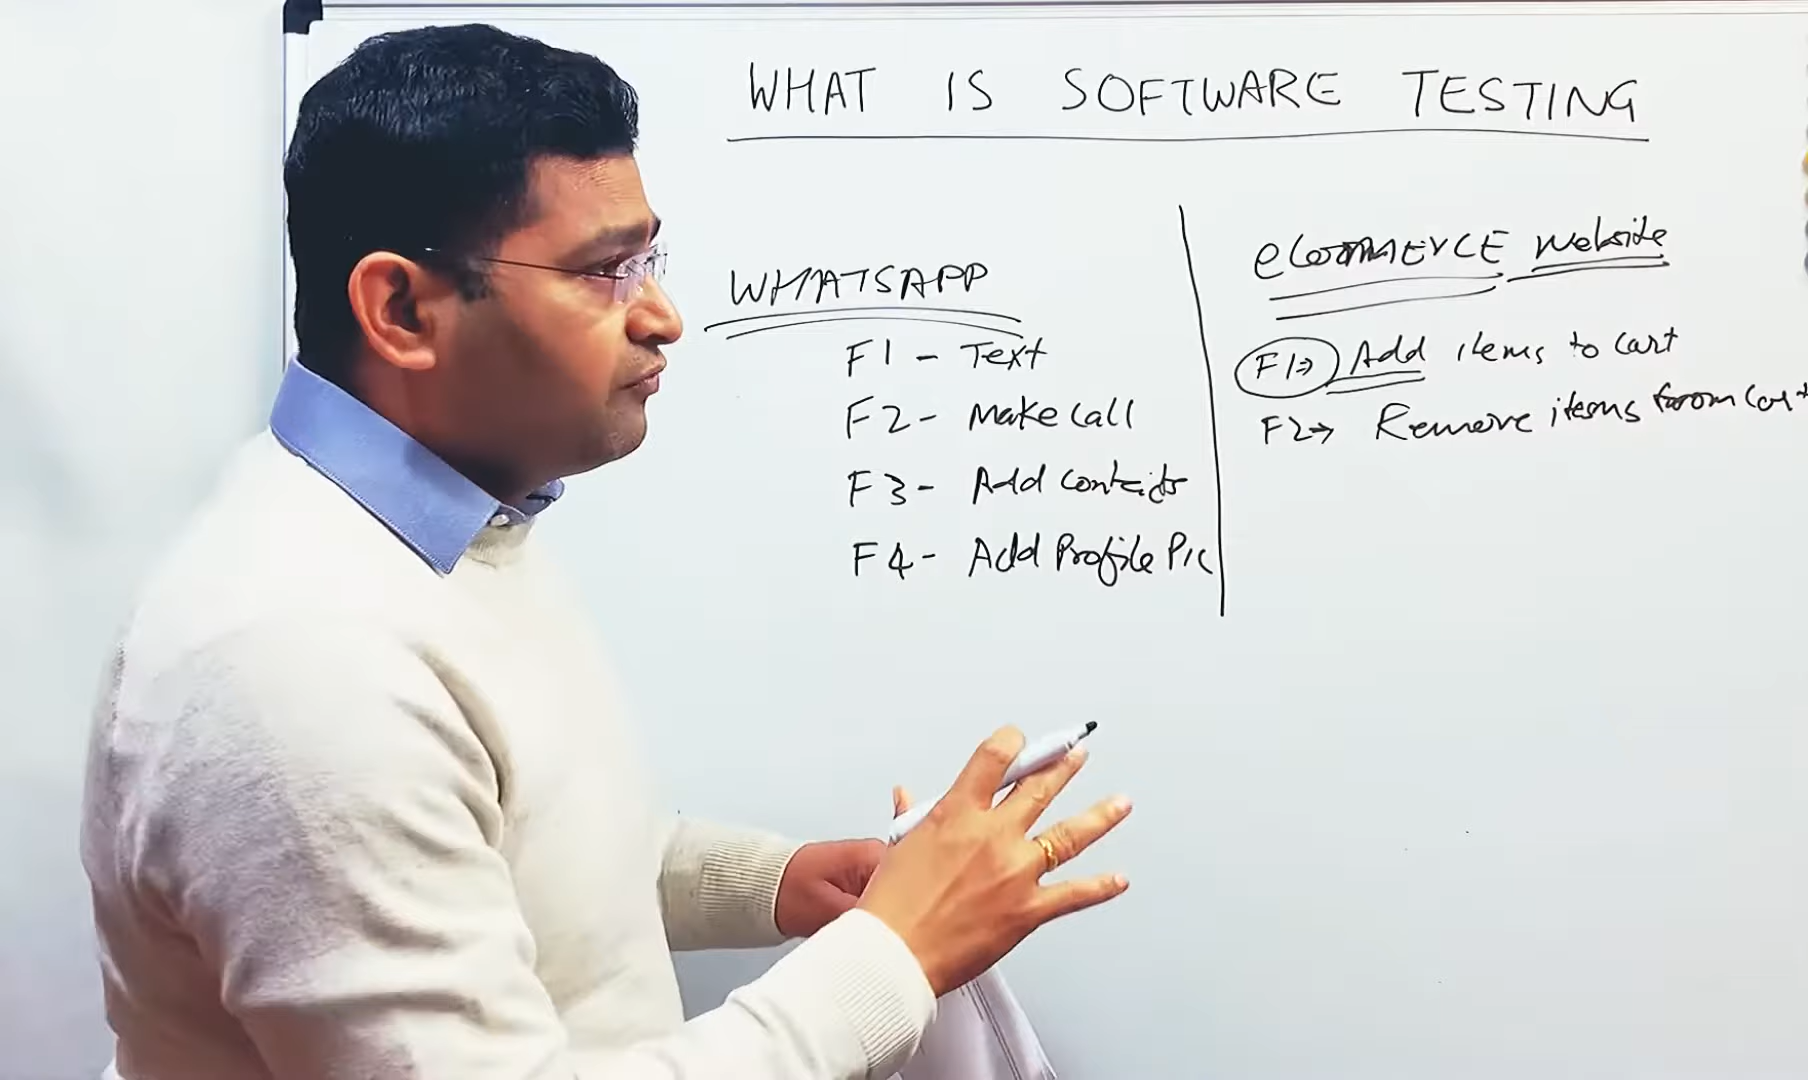 WHAT IS SOFTWARE TESTING
WHATSAPP
F1 - Text
F2 - Make Call
F3 - Add Contacts
F4 - Add Profile Pic
eCOMMERCE Website
F1⇒ Add items to cart
F2→ Remove items from Cart